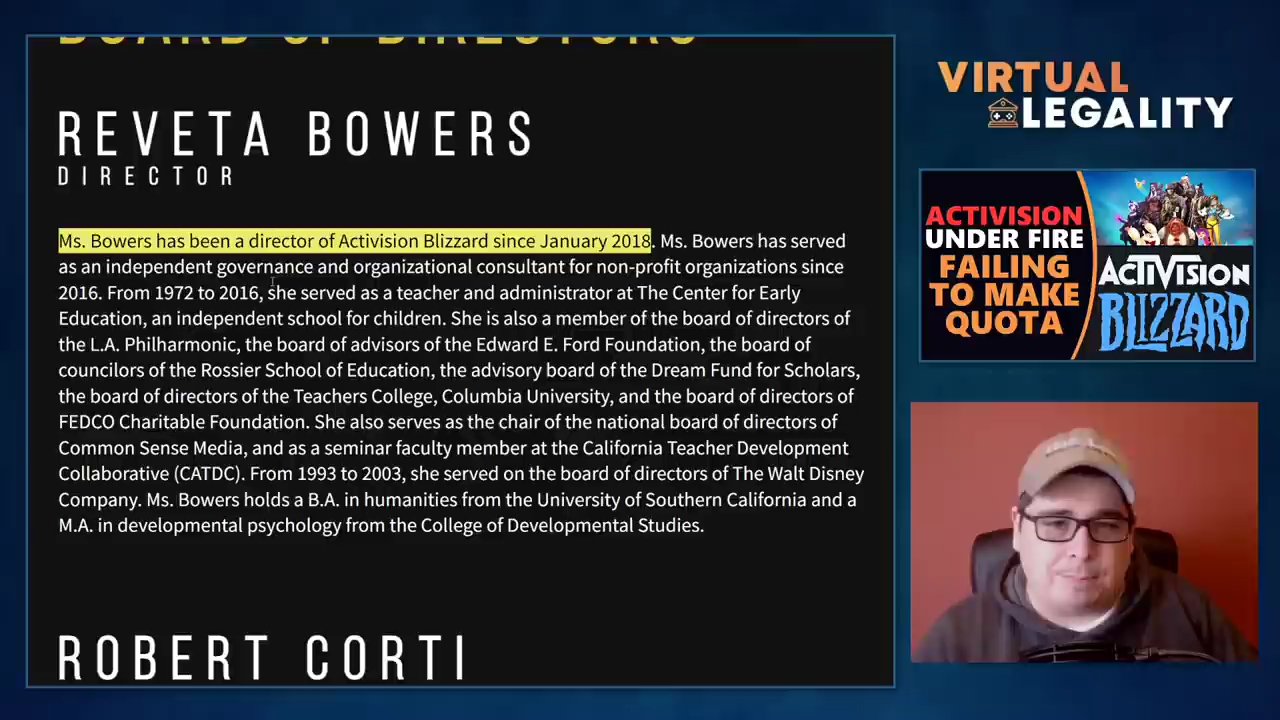 BOARD OF DIRECTORS
REVETA BOWERS
DIRECTOR
Ms. Bowers has been a director of Activision Blizzard since January 2018. Ms. Bowers has served
as an independent governance and organizational consultant for non-profit organizations since
2016. From 1972 to 2016, she served as a teacher and administrator at The Center for Early
Education, an independent school for children. She is also a member of the board of directors of
the L.A. Philharmonic, the board of advisors of the Edward E. Ford Foundation, the board of
councilors of the Rossier School of Education, the advisory board of the Dream Fund for Scholars,
the board of directors of the Teachers College, Columbia University, and the board of directors of
FEDCO Charitable Foundation. She also serves as the chair of the national board of directors of
Common Sense Media, and as a seminar faculty member at the California Teacher Development
Collaborative (CATDC). From 1993 to 2003, she served on the board of directors of The Walt Disney
Company. Ms. Bowers holds a B.A. in humanities from the University of Southern California and a
M.A. in developmental psychology from the College of Developmental Studies.
ROBERT CORTI
VIRTUAL
LEGALITY
ACTIVISION
UNDER FIRE
FAILING
TO MAKE
QUOTA
ACTIVISION
BLIZZARD